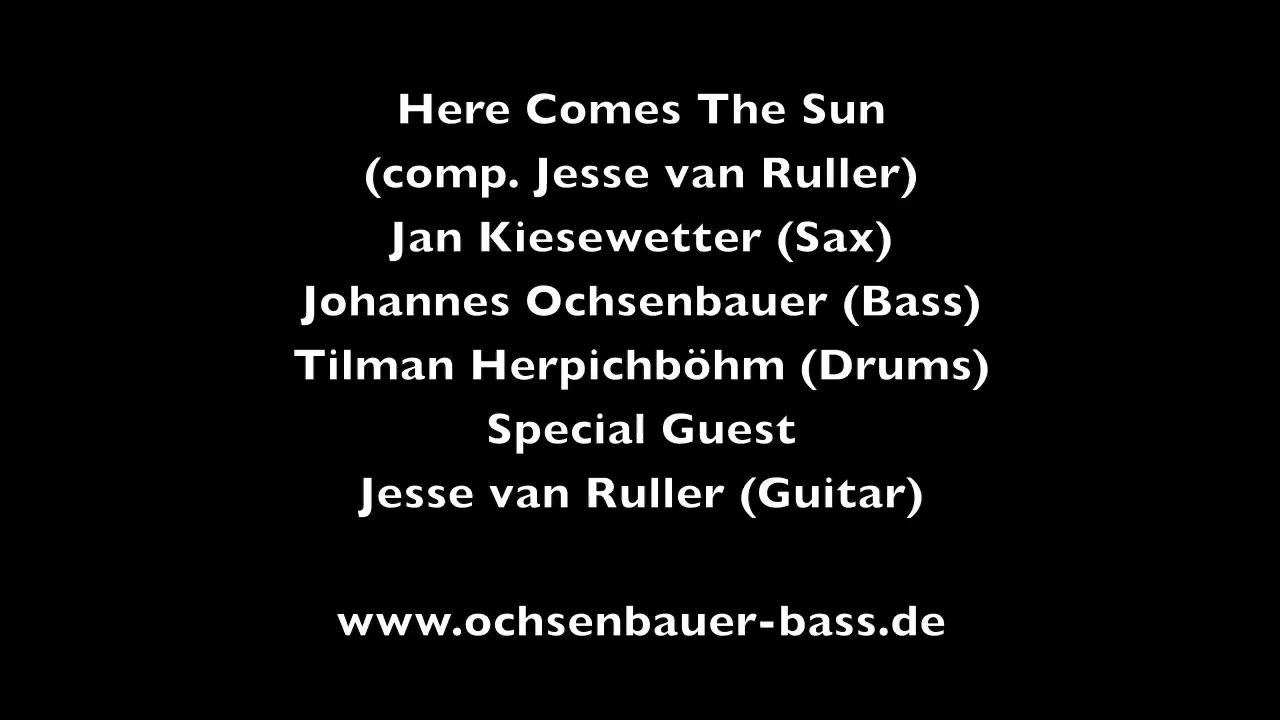 Here Comes The Sun
(comp. Jesse van Ruller)
Jan Kiesewetter (Sax)
Johannes Ochsenbauer (Bass)
Tilman Herpichböhm (Drums)
Special Guest
Jesse van Ruller (Guitar)
www.ochsenbauer-bass.de